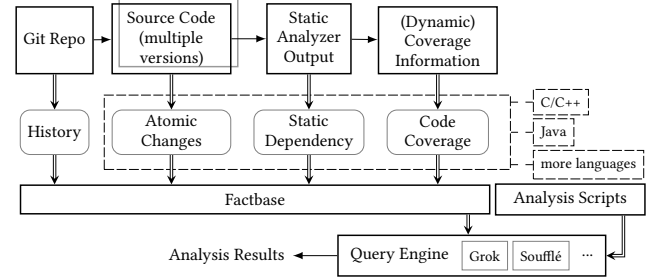 Git Repo
Source Code
(multiple
versions)
Static
Analyzer
Output
(Dynamic)
Coverage
Information
C/C++
History
Atomic
Changes
Static
Dependency
Code
Coverage
Java
more languages
Factbase
Analysis Scripts
Analysis Results
Query Engine
Grok
Soufflé
...